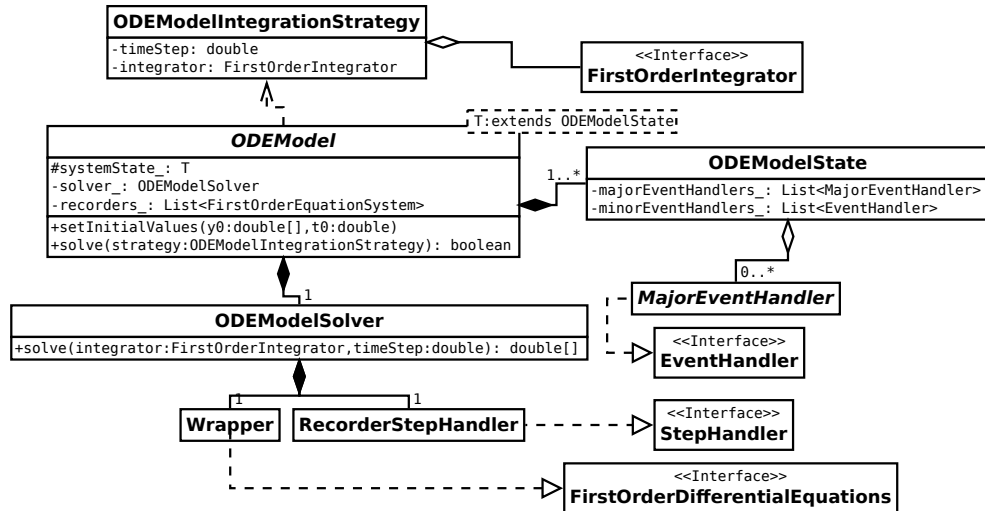 ODEModelIntegrationStrategy
-timeStep: double
-integrator: FirstOrderIntegrator
<<Interface>>
FirstOrderIntegrator
T:extends ODEModelState
ODEModel
#systemState_: T
-solver_: ODEModelSolver
-recorders_: List<FirstOrderEquationSystem>
+setInitialValues(y0:double[],t0:double)
+solve(strategy:ODEModelIntegrationStrategy): boolean
1..*
ODEModelState
-majorEventHandlers_: List<MajorEventHandler>
-minorEventHandlers_: List<EventHandler>
0..*
MajorEventHandler
1
ODEModelSolver
+solve(integrator:FirstOrderIntegrator,timeStep:double): double[]
<<Interface>>
EventHandler
1
1
Wrapper
RecorderStepHandler
<<Interface>>
StepHandler
<<Interface>>
FirstOrderDifferentialEquations